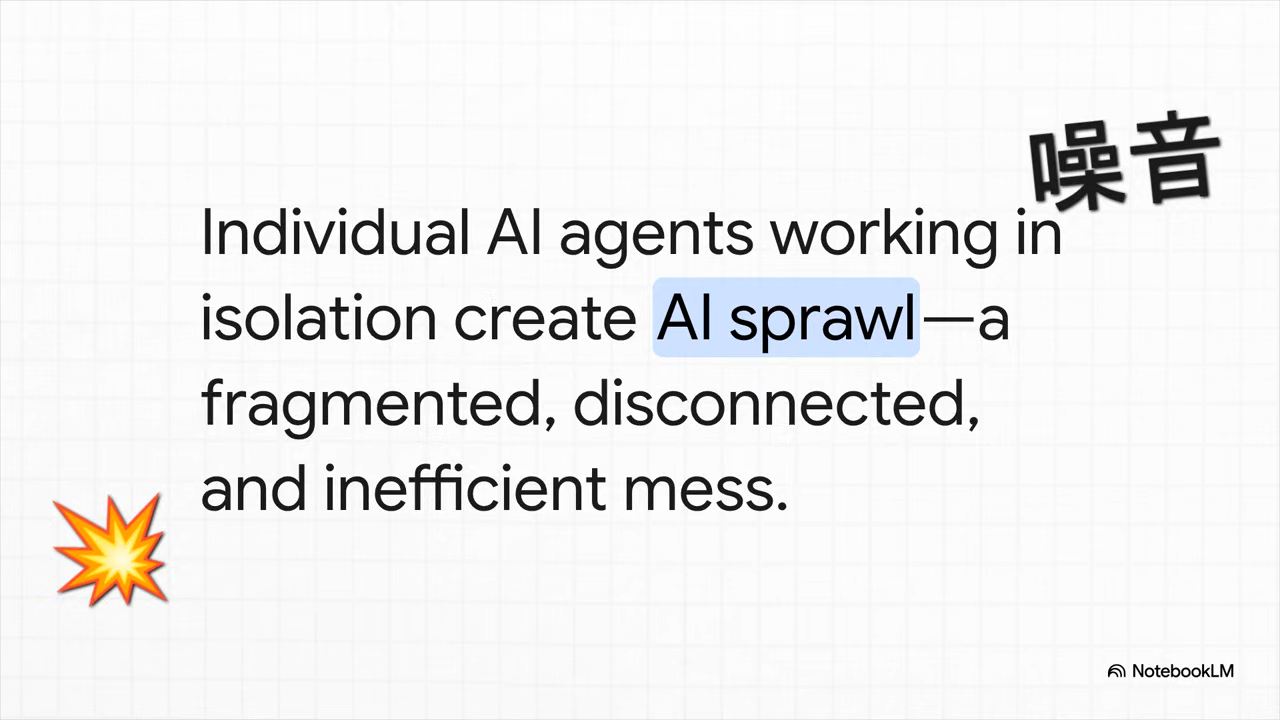 噪音
Individual AI agents working in
isolation create AI sprawl—a
fragmented, disconnected,
and inefficient mess.
NotebookLM